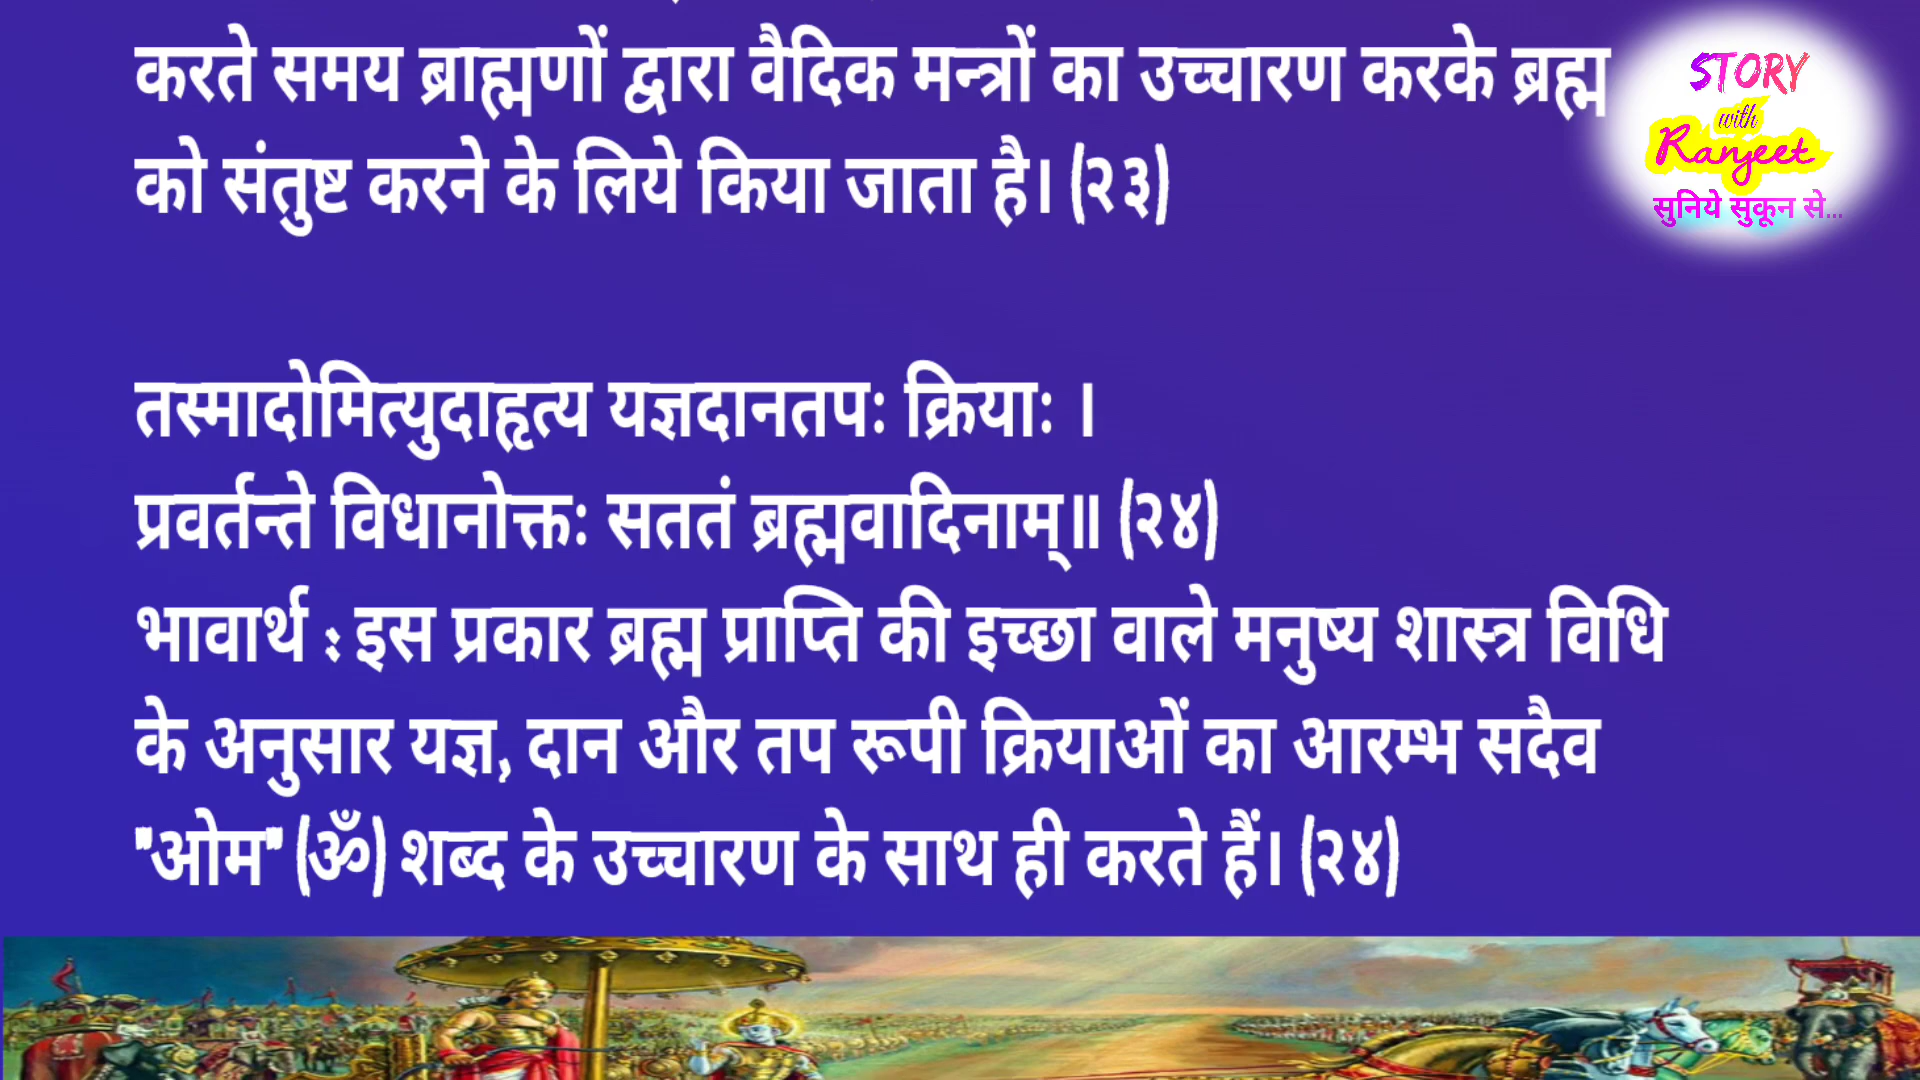 करते समय ब्राह्मणों द्वारा वैदिक मन्त्रों का उच्चारण करके ब्रह्म
को संतुष्ट करने के लिये किया जाता है। (२३)
तस्मादोमित्युदाहृत्य यज्ञदानतपः क्रियाः ।
प्रवर्तन्ते विधानोक्तः सततं ब्रह्मवादिनाम्॥ (२४)
भावार्थ : इस प्रकार ब्रह्म प्राप्ति की इच्छा वाले मनुष्य शास्त्र विधि
के अनुसार यज्ञ, दान और तप रूपी क्रियाओं का आरम्भ सदैव
"ओम" (ॐ) शब्द के उच्चारण के साथ ही करते हैं। (२४)
STORY
with
Ranjeet
सुनिये सुकून से...